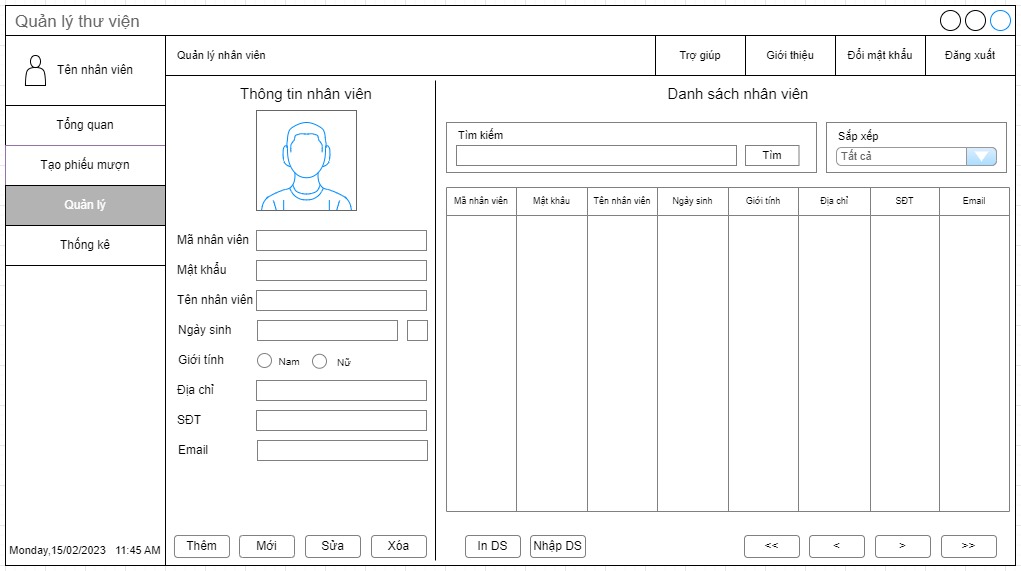 Quản lý thư viện
Tên nhân viên
Quản lý nhân viên
Trợ giúp
Giới thiệu
Đổi mật khẩu
Đăng xuất
Tổng quan
Tạo phiếu mượn
Quản lý
Thống kê
Monday,15/02/2023 11:45 AM
Thông tin nhân viên
Mã nhân viên
Mật khẩu
Tên nhân viên
Ngày sinh
Giới tính
Nam
Nữ
Địa chỉ
SĐT
Email
Thêm
Mới
Sửa
Xóa
Danh sách nhân viên
Tìm kiếm
Tìm
Sắp xếp
Tất cả
Mã nhân viên
Mật khẩu
Tên nhân viên
Ngày sinh
Giới tính
Địa chỉ
SĐT
Email
In DS
Nhập DS
<<
<
>
>>